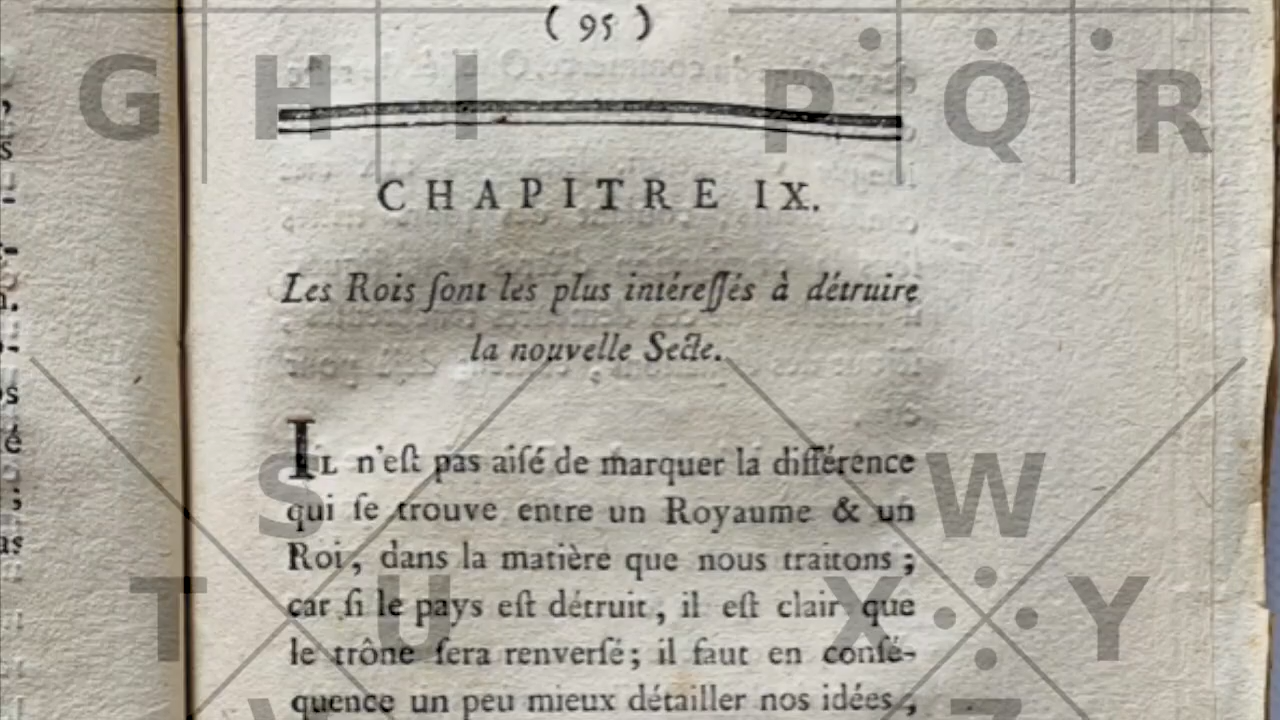 ( 95 )
G H I P Q R
CHAPITRE IX.
Les Rois ſont les plus intéreſſés à détruire
la nouvelle Secte.
IL n'eſt pas aiſé de marquer la différence
qui ſe trouve entre un Royaume & un
Roi, dans la matière que nous traitons ;
car ſi le pays eſt détruit, il eſt clair que
le trône ſera renverſé; il faut en conſé-
quence un peu mieux détailler nos idées,
S W
T U X Y
V Z